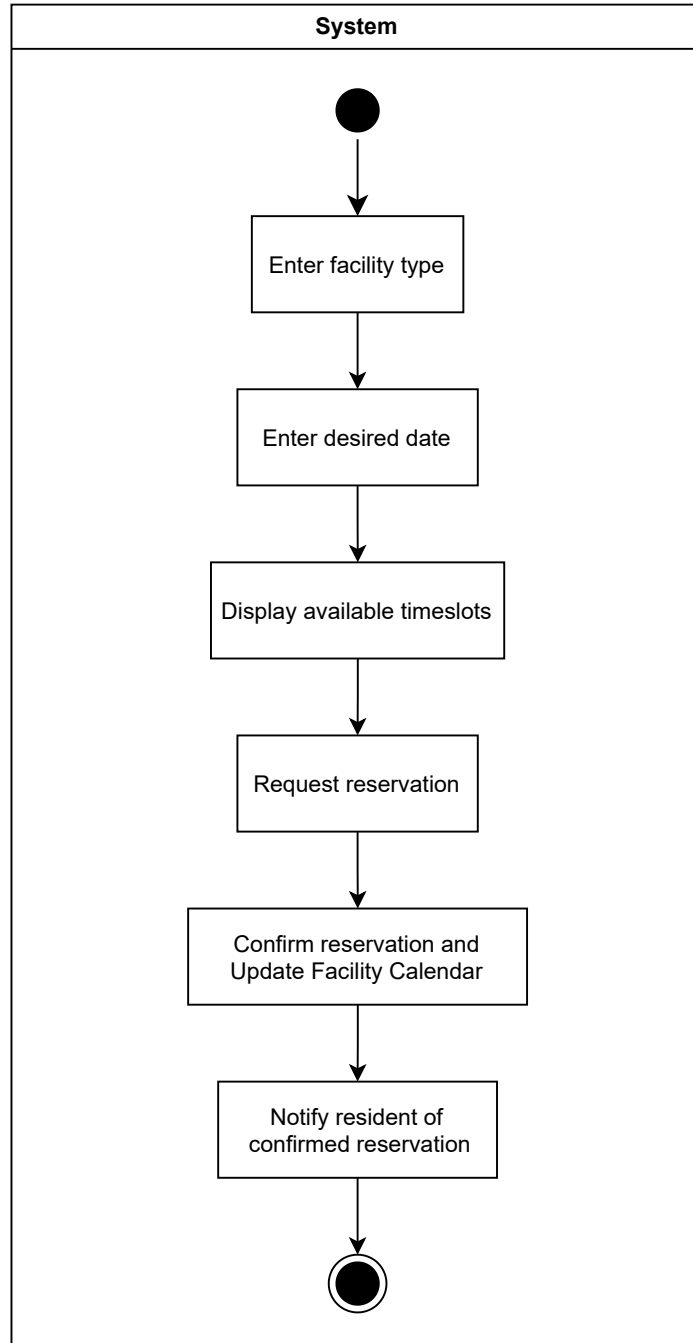 System
Enter facility type
Enter desired date
Display available timeslots
Request reservation
Confirm reservation and
Update Facility Calendar
Notify resident of
confirmed reservation